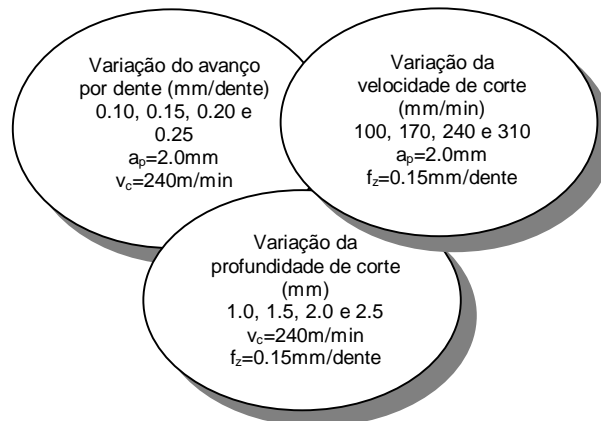 Variação do avanço
por dente (mm/dente)
0.10, 0.15, 0.20 e
0.25
ap=2.0mm
vc=240m/min
Variação da
velocidade de corte
(mm/min)
100, 170, 240 e 310
ap=2.0mm
fz=0.15mm/dente
Variação da
profundidade de corte
(mm)
1.0, 1.5, 2.0 e 2.5
vc=240m/min
fz=0.15mm/dente